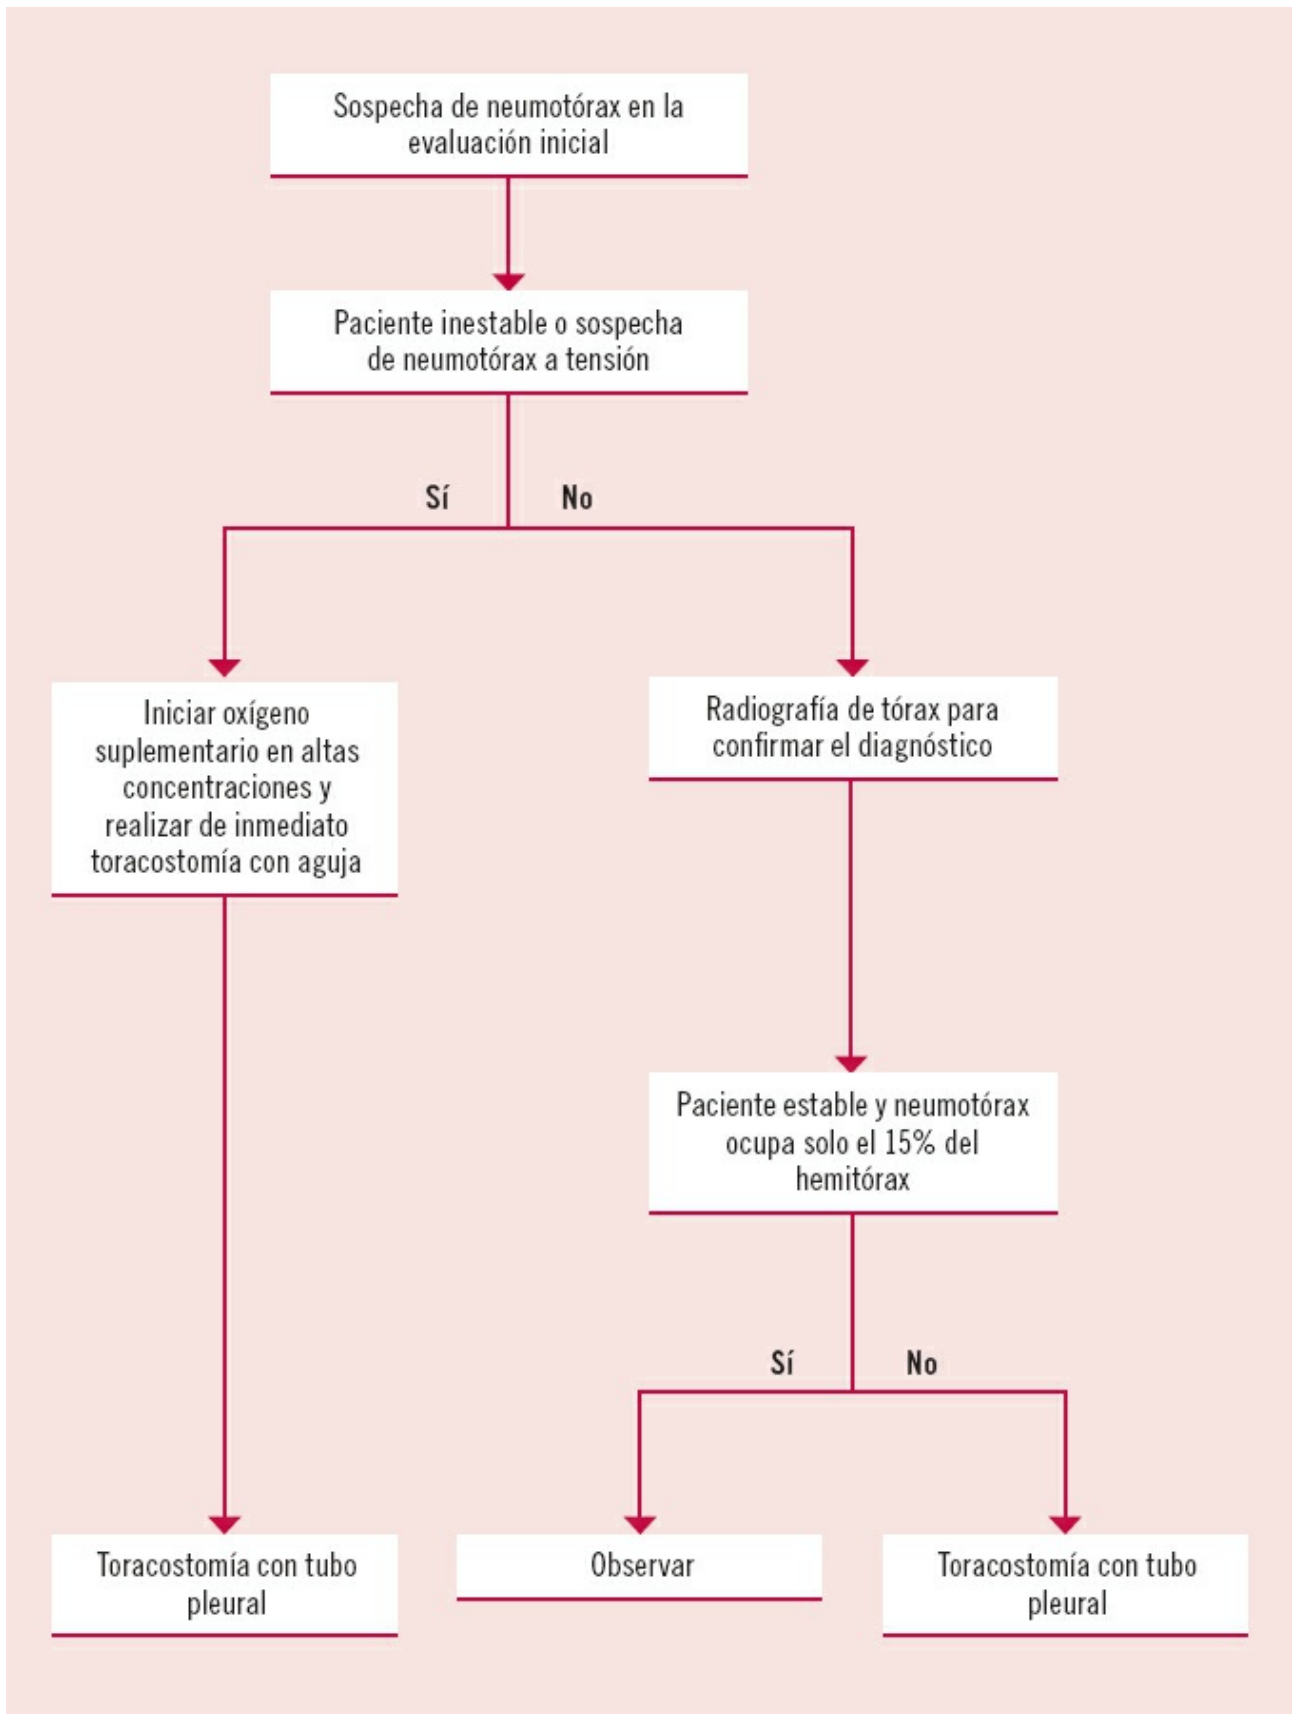 Sospecha de neumotórax en la
evaluación inicial
Paciente inestable o sospecha
de neumotórax a tensión
Sí
No
Iniciar oxígeno
suplementario en altas
concentraciones y
realizar de inmediato
toracostomía con aguja
Radiografía de tórax para
confirmar el diagnóstico
Paciente estable y neumotórax
ocupa solo el 15% del
hemitórax
Sí
No
Toracostomía con tubo
pleural
Observar
Toracostomía con tubo
pleural